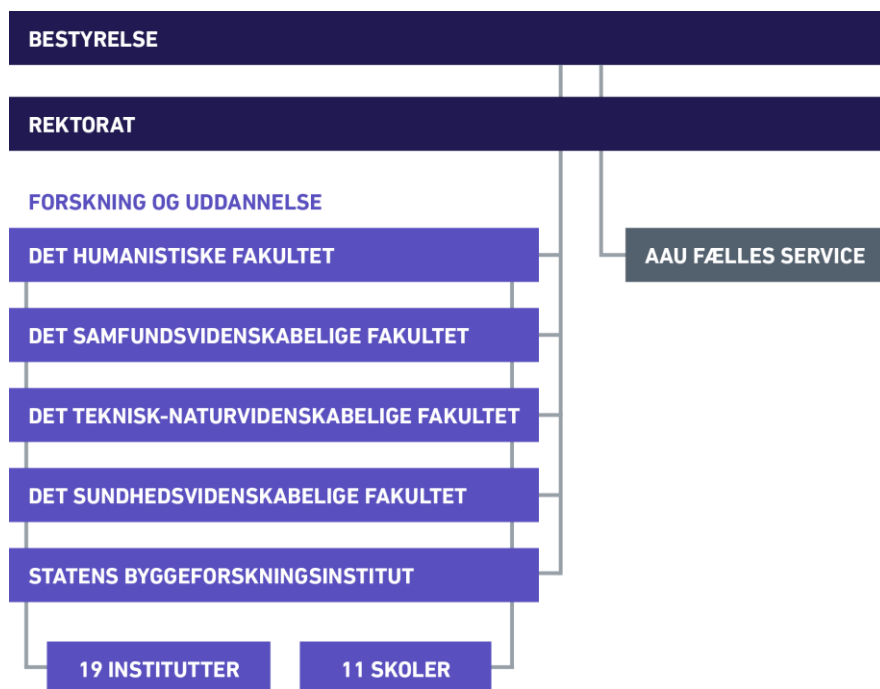 BESTYRELSE
REKTORAT
FORSKNING OG UDDANNELSE
DET HUMANISTISKE FAKULTET
AAU FÆLLES SERVICE
DET SAMFUNDSVIDENSKABELIGE FAKULTET
DET TEKNISK-NATURVIDENSKABELIGE FAKULTET
DET SUNDHEDSVIDENSKABELIGE FAKULTET
STATENS BYGGEFORSKNINGSINSTITUT
19 INSTITUTTER
11 SKOLER